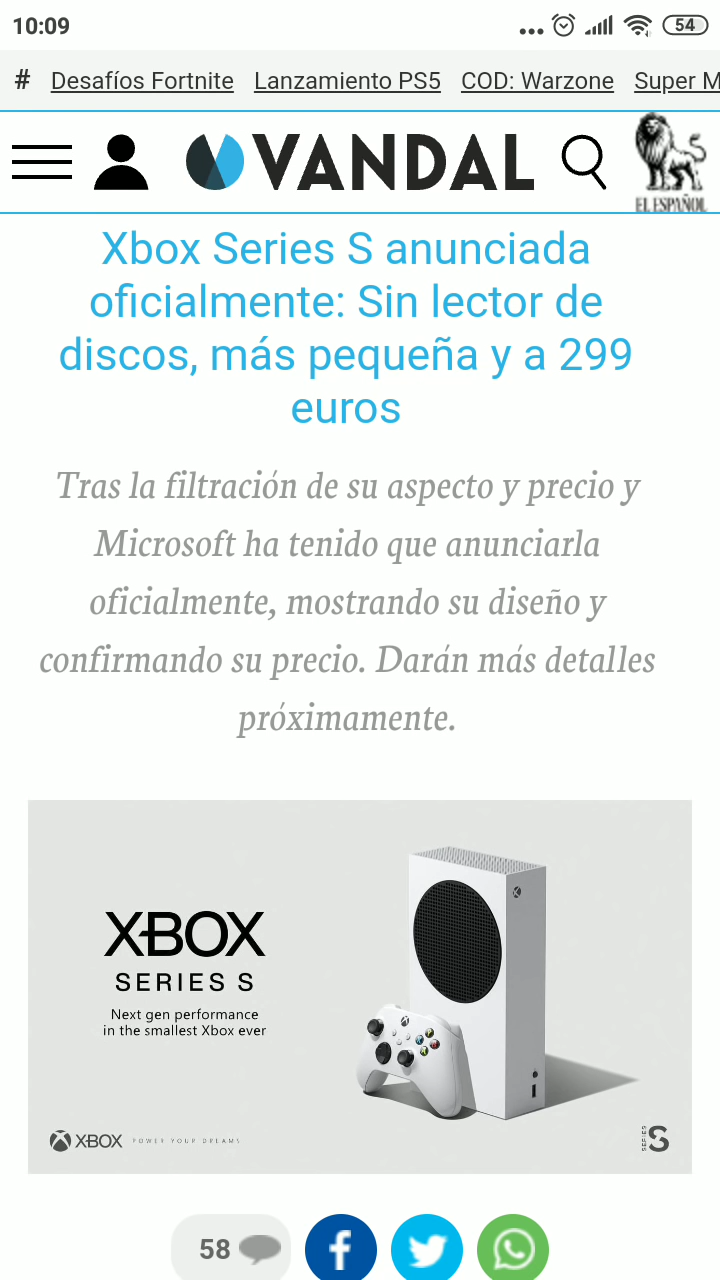 10:09
54
# Desafíos Fortnite Lanzamiento PS5 COD: Warzone Super M
VANDAL
EL ESPAÑOL
Xbox Series S anunciada
oficialmente: Sin lector de
discos, más pequeña y a 299
euros
Tras la filtración de su aspecto y precio y
Microsoft ha tenido que anunciarla
oficialmente, mostrando su diseño y
confirmando su precio. Darán más detalles
próximamente.
XBOX
SERIES S
Next gen performance
in the smallest Xbox ever
XBOX POWER YOUR DREAMS
SERIES S
58